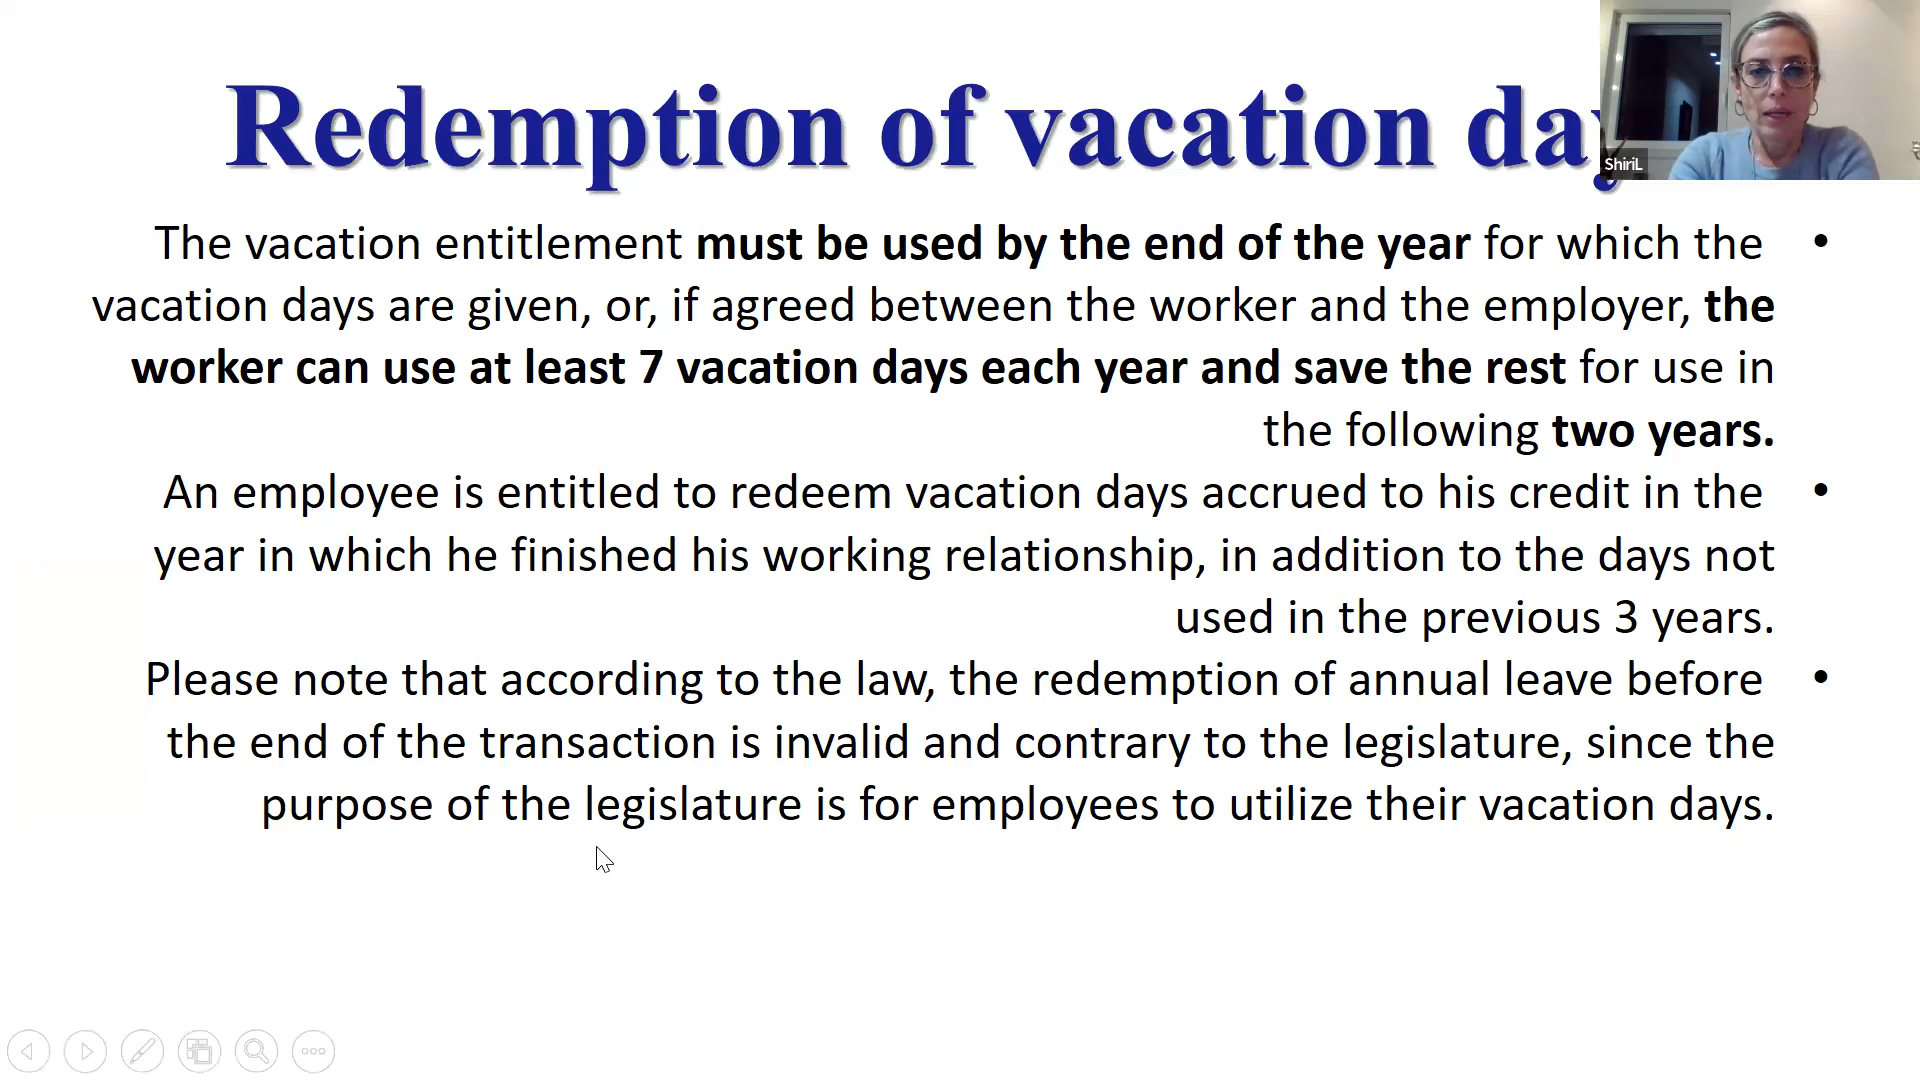 Redemption of vacation day
The vacation entitlement must be used by the end of the year for which the
vacation days are given, or, if agreed between the worker and the employer, the
worker can use at least 7 vacation days each year and save the rest for use in
the following two years.
An employee is entitled to redeem vacation days accrued to his credit in the
year in which he finished his working relationship, in addition to the days not
used in the previous 3 years.
Please note that according to the law, the redemption of annual leave before
the end of the transaction is invalid and contrary to the legislature, since the
purpose of the legislature is for employees to utilize their vacation days.
ShiriL